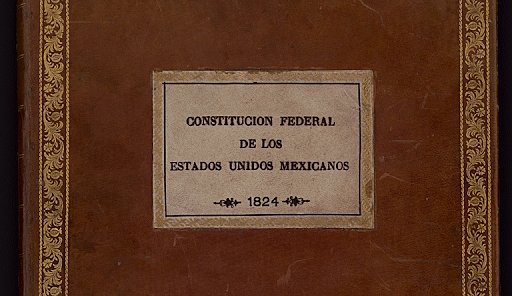 CONSTITUCION FEDERAL
DE LOS
ESTADOS UNIDOS MEXICANOS
1824